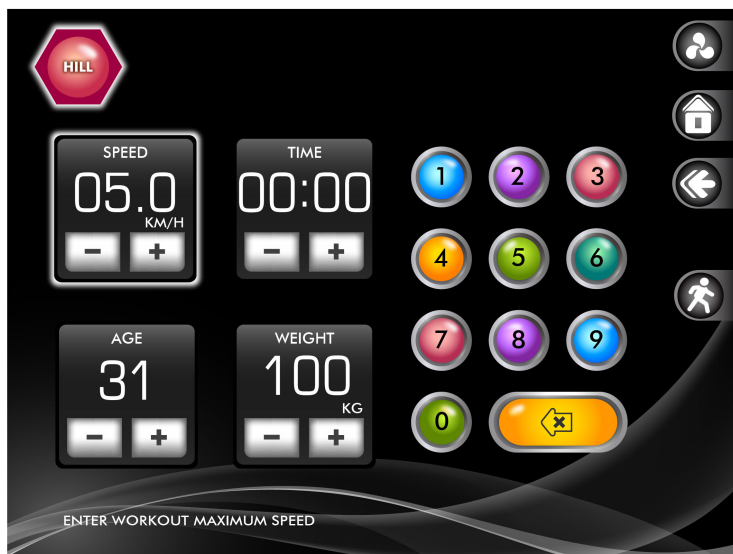 HILL
SPEED
05.0
KM/H
- +
TIME
00:00
- +
1 2 3
4 5 6
7 8 9
0
AGE
31
- +
WEIGHT
100
KG
- +
ENTER WORKOUT MAXIMUM SPEED